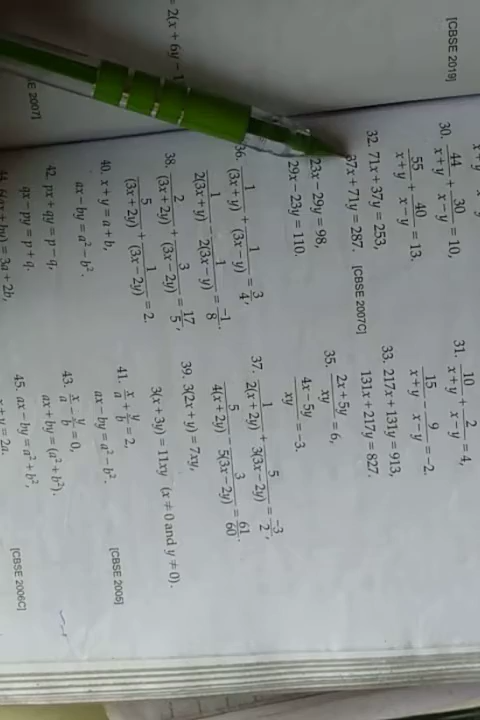 [CBSE 2019]
= 2(x + 6y − 1
30. 44/(x+y) + 30/(x−y) = 10,
55/(x+y) + 40/(x−y) = 13.
31. 10/(x+y) + 2/(x−y) = 4,
15/(x+y) − 9/(x−y) = −2.
32. 71x + 37y = 253,
37x + 71y = 287. [CBSE 2007C]
33. 217x + 131y = 913,
131x + 217y = 827.
23x − 29y = 98,
29x − 23y = 110.
35. (2x + 5y)/xy = 6,
(4x − 5y)/xy = −3.
36. 1/(3x+y) + 1/(3x−y) = 3/4,
1/2(3x+y) − 1/2(3x−y) = −1/8.
37. 1/2(x+2y) + 5/3(3x−2y) = −3/2,
5/4(x+2y) − 3/5(3x−2y) = 61/60.
38. 2/(3x+2y) + 3/(3x−2y) = 17/5,
5/(3x+2y) + 1/(3x−2y) = 2.
39. 3(2x + y) = 7xy,
3(x + 3y) = 11xy (x ≠ 0 and y ≠ 0).
40. x + y = a + b,
ax − by = a² − b².
41. x/a + y/b = 2,
ax − by = a² − b². [CBSE 2005]
42. px + qy = p − q,
qx − py = p + q.
43. x/a − y/b = 0,
ax + by = (a² + b²).
= 3a + 2b,
45. ax − by = a² + b²,
x + y = 2a. [CBSE 2006C]